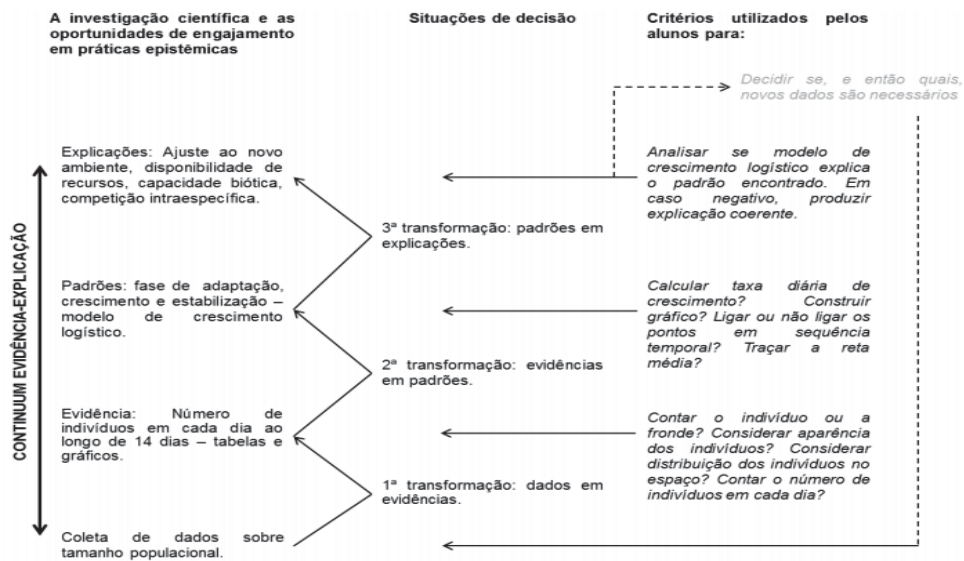 A investigação científica e as
oportunidades de engajamento
em práticas epistêmicas
Situações de decisão
Critérios utilizados pelos
alunos para:
Decidir se, e então quais,
novos dados são necessários
CONTINUUM EVIDÊNCIA-EXPLICAÇÃO
Explicações: Ajuste ao novo
ambiente, disponibilidade de
recursos, capacidade biótica,
competição intraespecífica.
Analisar se modelo de
crescimento logístico explica
o padrão encontrado. Em
caso negativo, produzir
explicação coerente.
3ª transformação: padrões em
explicações.
Padrões: fase de adaptação,
crescimento e estabilização –
modelo de crescimento
logístico.
Calcular taxa diária de
crescimento? Construir
gráfico? Ligar ou não ligar os
pontos em sequência
temporal? Traçar a reta
média?
2ª transformação: evidências
em padrões.
Evidência: Número de
indivíduos em cada dia ao
longo de 14 dias – tabelas e
gráficos.
Contar o indivíduo ou a
fronde? Considerar aparência
dos indivíduos? Considerar
distribuição dos indivíduos no
espaço? Contar o número de
indivíduos em cada dia?
1ª transformação: dados em
evidências.
Coleta de dados sobre
tamanho populacional.